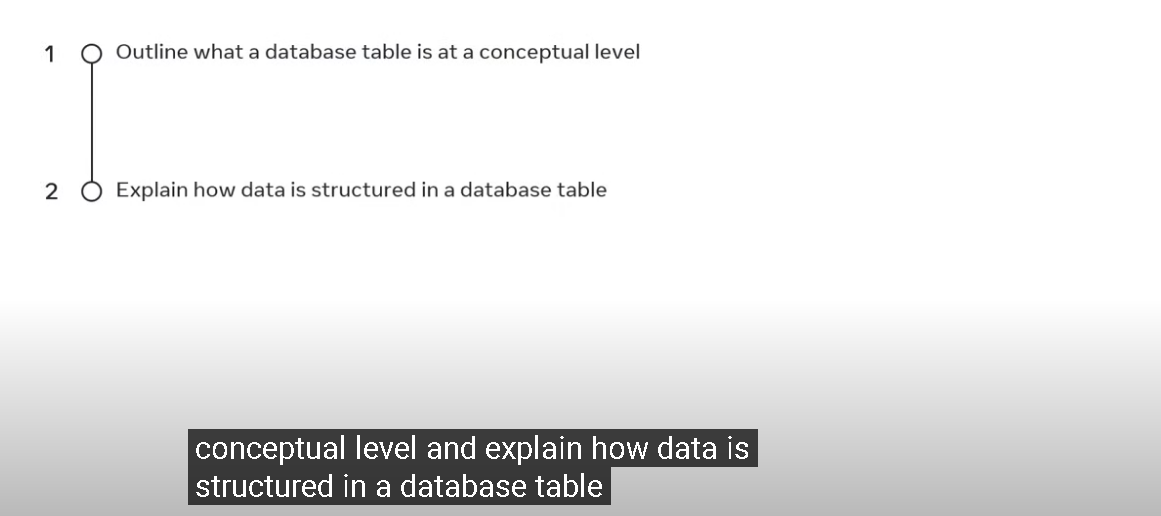 1 Outline what a database table is at a conceptual level
2 Explain how data is structured in a database table
conceptual level and explain how data is
structured in a database table